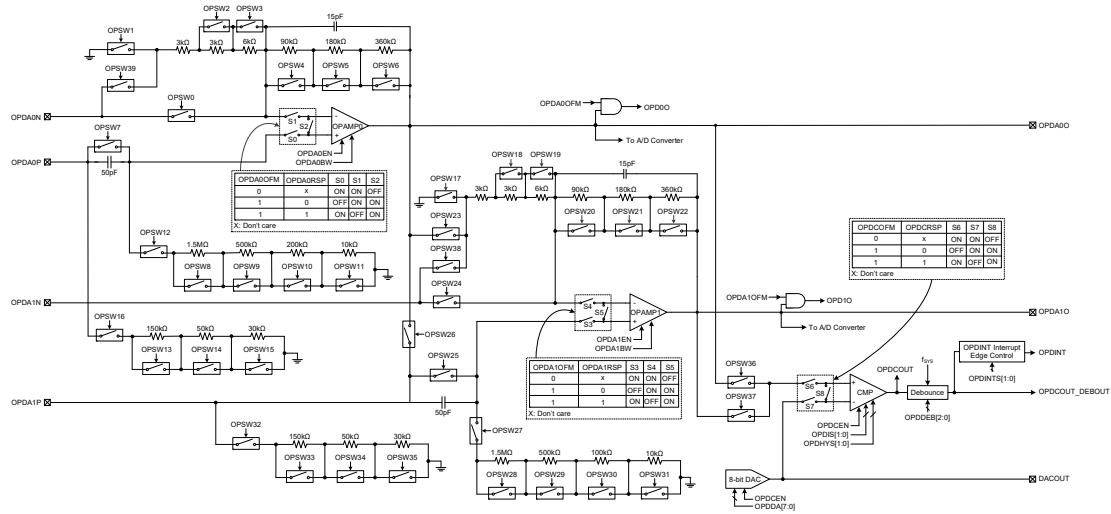 OPSW2 OPSW3
15pF
OPSW1
3kΩ 3kΩ 6kΩ 90kΩ 180kΩ 360kΩ
OPSW39
OPSW4 OPSW5 OPSW6
OPSW0
OPDA0OFM OPD0O
OPDA0N
S1 S2 S0
- + OPAMP0
OPDA0O
OPSW7
OPDA0EN
OPDA0BW
To A/D Converter
OPDA0P
50pF
OPDA0OFM OPDA0RSP S0 S1 S2
0 x ON ON OFF
1 0 OFF ON ON
1 1 ON OFF ON
X: Don't care
OPSW18 OPSW19
15pF
OPSW17
3kΩ 3kΩ 6kΩ 90kΩ 180kΩ 360kΩ
OPSW23
OPSW20 OPSW21 OPSW22
OPSW38
OPSW12
1.5MΩ 500kΩ 200kΩ 10kΩ
OPSW8 OPSW9 OPSW10 OPSW11
OPDCOFM OPDCRSP S6 S7 S8
0 x ON ON OFF
1 0 OFF ON ON
1 1 ON OFF ON
X: Don't care
OPSW24
OPDA1N
S4 S5 S3
- + OPAMP1
OPDA1OFM OPD1O
OPDA1O
OPSW16
150kΩ 50kΩ 30kΩ
OPSW13 OPSW14 OPSW15
OPSW26
OPDA1EN
OPDA1BW
To A/D Converter
OPSW25
OPDA1OFM OPDA1RSP S3 S4 S5
0 x ON ON OFF
1 0 OFF ON ON
1 1 ON OFF ON
X: Don't care
OPSW36
OPSW37
S6 S8 S7
+ - CMP
OPDCOUT
fSYS
Debounce
OPDDEB[2:0]
OPDINT Interrupt
Edge Control
OPDINT
OPDINTS[1:0]
OPDCOUT_DEBOUT
OPDCEN
OPDIS[1:0]
OPDHYS[1:0]
OPDA1P
50pF
OPSW27
OPSW32
150kΩ 50kΩ 30kΩ
OPSW33 OPSW34 OPSW35
1.5MΩ 500kΩ 100kΩ 10kΩ
OPSW28 OPSW29 OPSW30 OPSW31
8-bit DAC
DACOUT
OPDCEN
OPDDA[7:0]